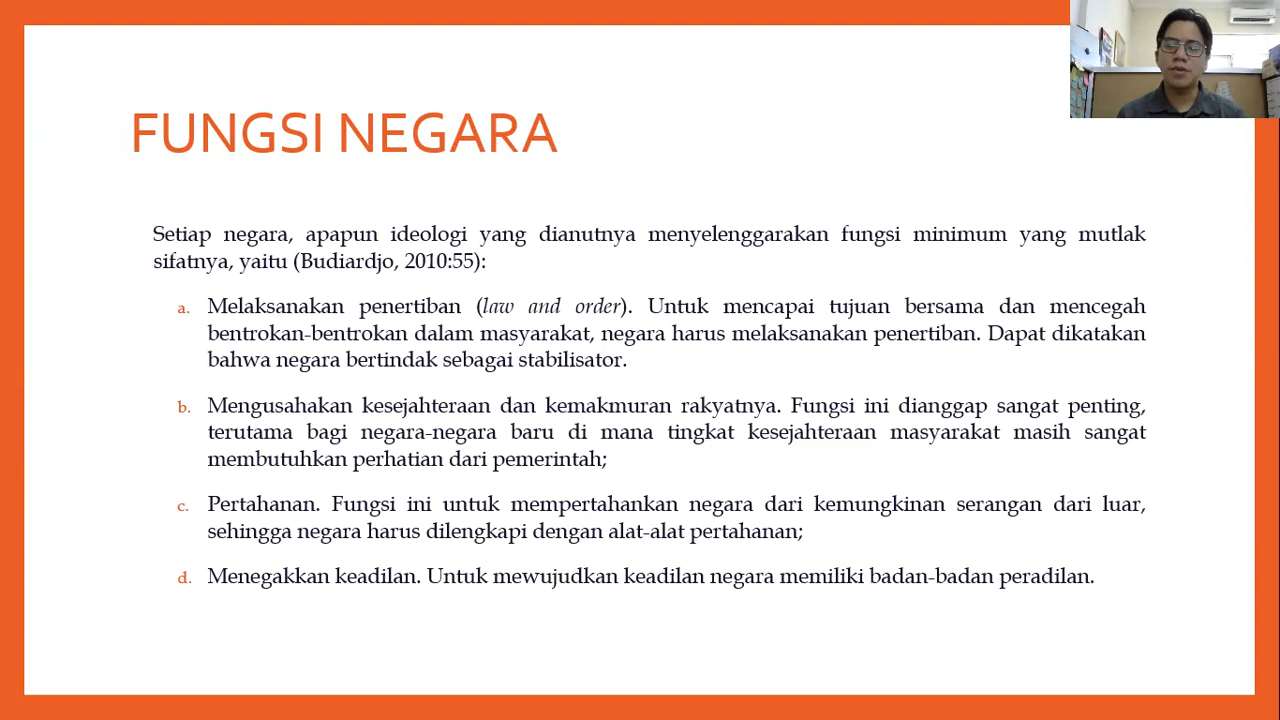 FUNGSI NEGARA
Setiap negara, apapun ideologi yang dianutnya menyelenggarakan fungsi minimum yang mutlak
sifatnya, yaitu (Budiardjo, 2010:55):
a. Melaksanakan penertiban (law and order). Untuk mencapai tujuan bersama dan mencegah
bentrokan-bentrokan dalam masyarakat, negara harus melaksanakan penertiban. Dapat dikatakan
bahwa negara bertindak sebagai stabilisator.
b. Mengusahakan kesejahteraan dan kemakmuran rakyatnya. Fungsi ini dianggap sangat penting,
terutama bagi negara-negara baru di mana tingkat kesejahteraan masyarakat masih sangat
membutuhkan perhatian dari pemerintah;
c. Pertahanan. Fungsi ini untuk mempertahankan negara dari kemungkinan serangan dari luar,
sehingga negara harus dilengkapi dengan alat-alat pertahanan;
d. Menegakkan keadilan. Untuk mewujudkan keadilan negara memiliki badan-badan peradilan.